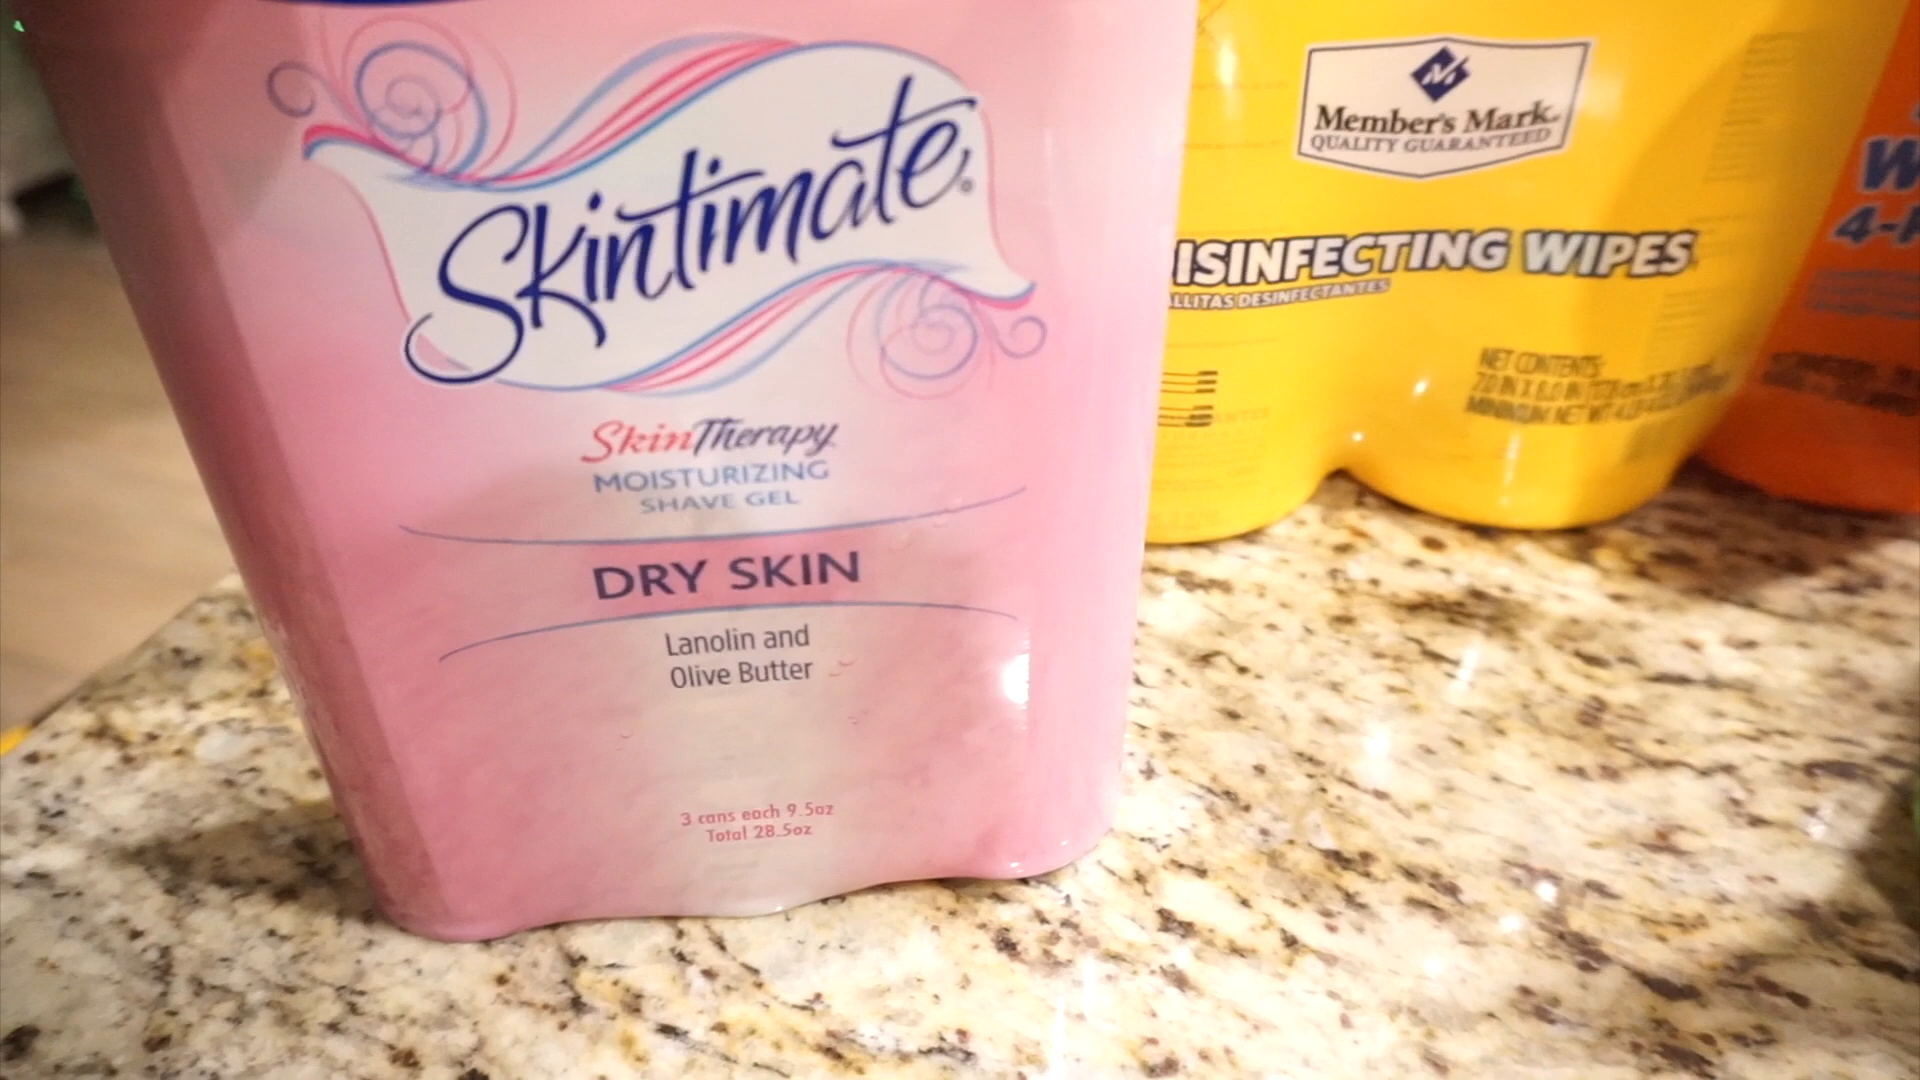 Skintimate
SkinTherapy
MOISTURIZING
SHAVE GEL
DRY SKIN
Lanolin and
Olive Butter
3 cans each 9.5oz
Total 28.5oz
Member's Mark
QUALITY GUARANTEED
ISINFECTING WIPES
ALLITAS DESINFECTANTES
NET CONTENTS:
W
4-